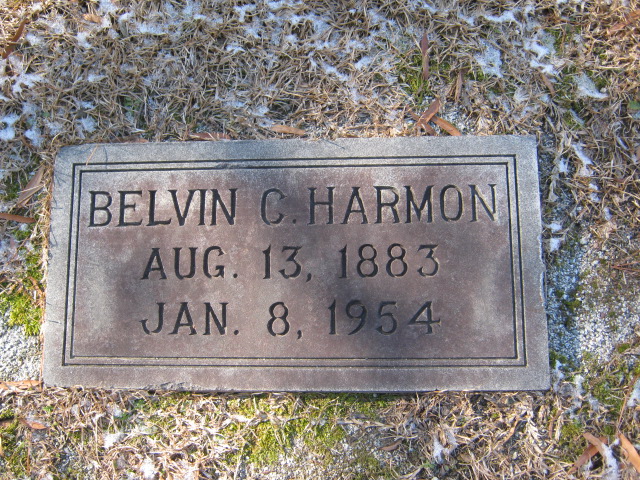 BELVIN C. HARMON
AUG. 13, 1883
JAN. 8, 1954